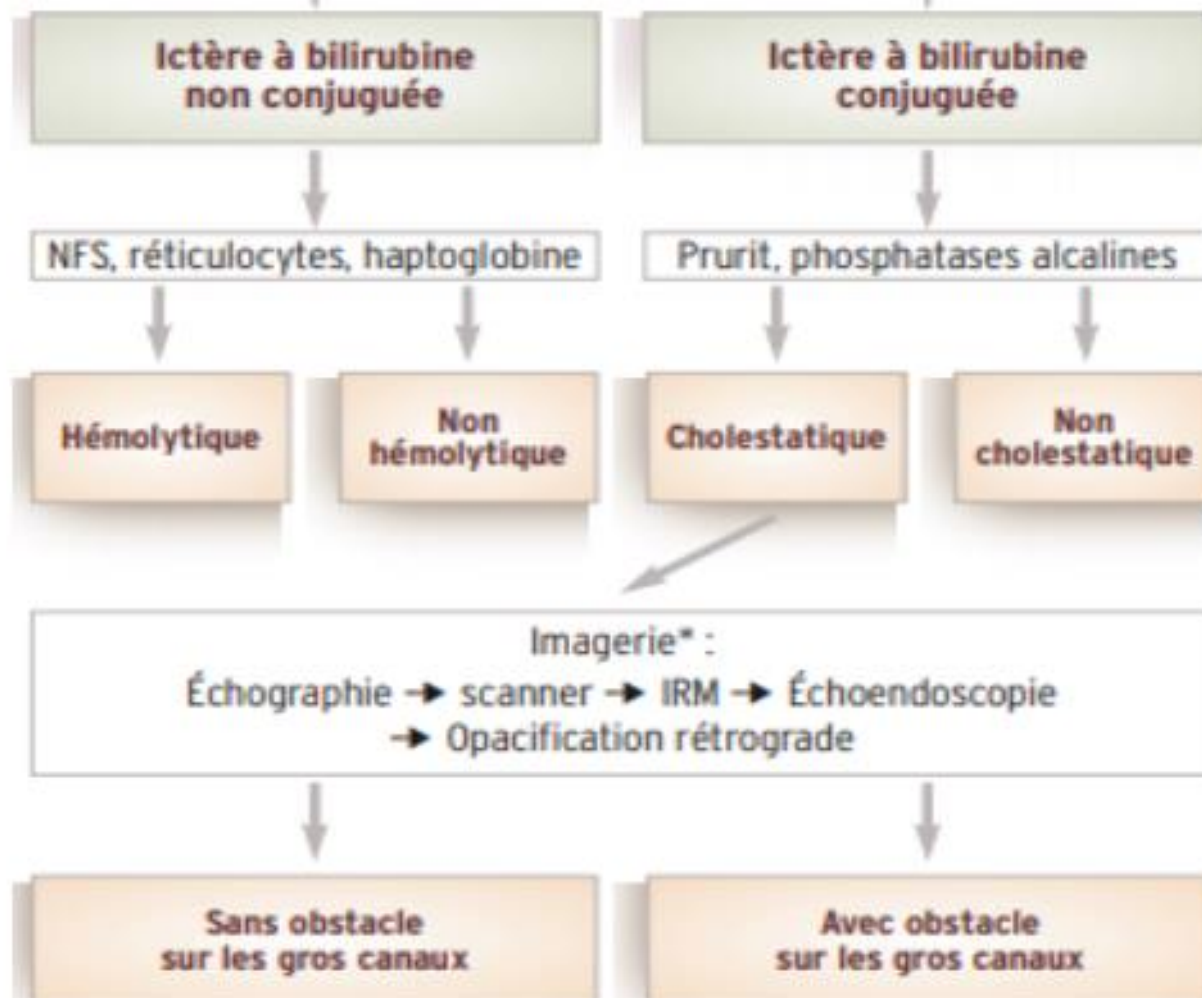 Ictère à bilirubine
non conjuguée
Ictère à bilirubine
conjuguée
NFS, réticulocytes, haptoglobine
Prurit, phosphatases alcalines
Hémolytique
Non
hémolytique
Cholestatique
Non
cholestatique
Imagerie* :
Échographie → scanner → IRM → Échoendoscopie
→ Opacification rétrograde
Sans obstacle
sur les gros canaux
Avec obstacle
sur les gros canaux